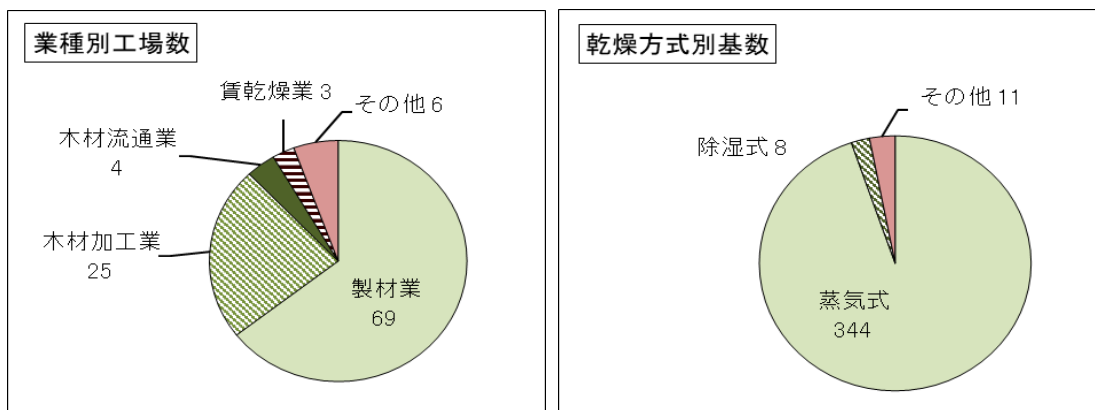 業種別工場数
賃乾燥業 3
その他 6
木材流通業
4
木材加工業
25
製材業
69
乾燥方式別基数
その他 11
除湿式 8
蒸気式
344